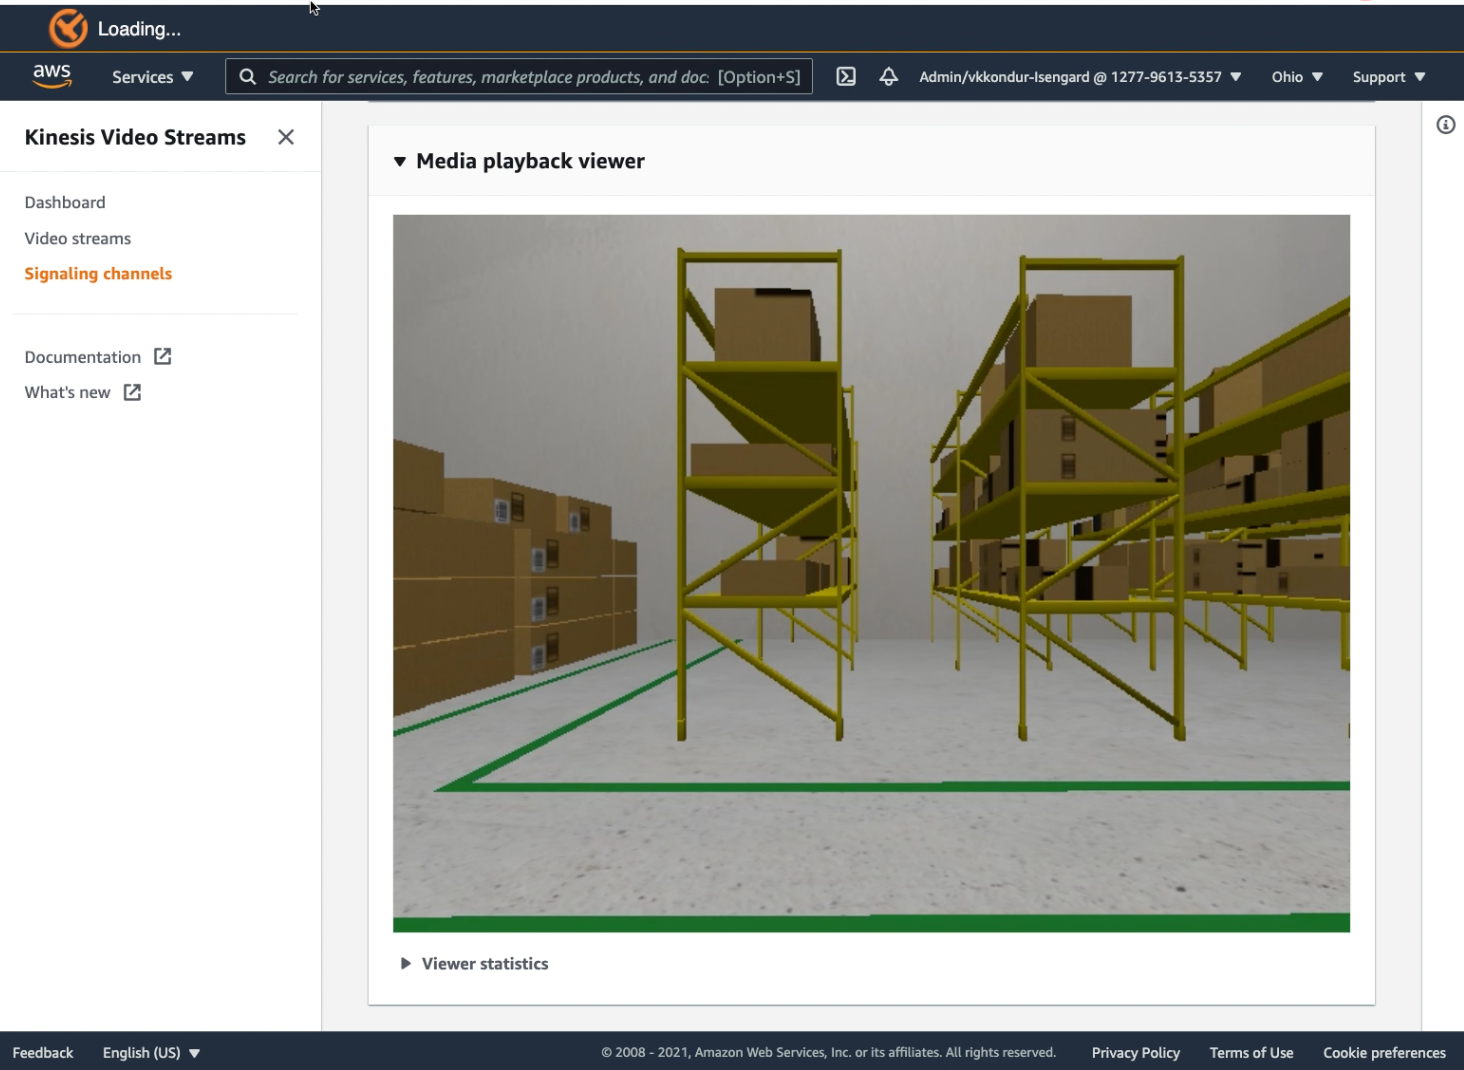 Loading...
aws
Services
Search for services, features, marketplace products, and doc: [Option+S]
Admin/vkkondur-Isengard @ 1277-9613-5357
Ohio
Support
Kinesis Video Streams
Media playback viewer
Dashboard
Video streams
Signaling channels
Documentation
What's new
Viewer statistics
Feedback
English (US)
© 2008 - 2021, Amazon Web Services, Inc. or its affiliates. All rights reserved.
Privacy Policy
Terms of Use
Cookie preferences